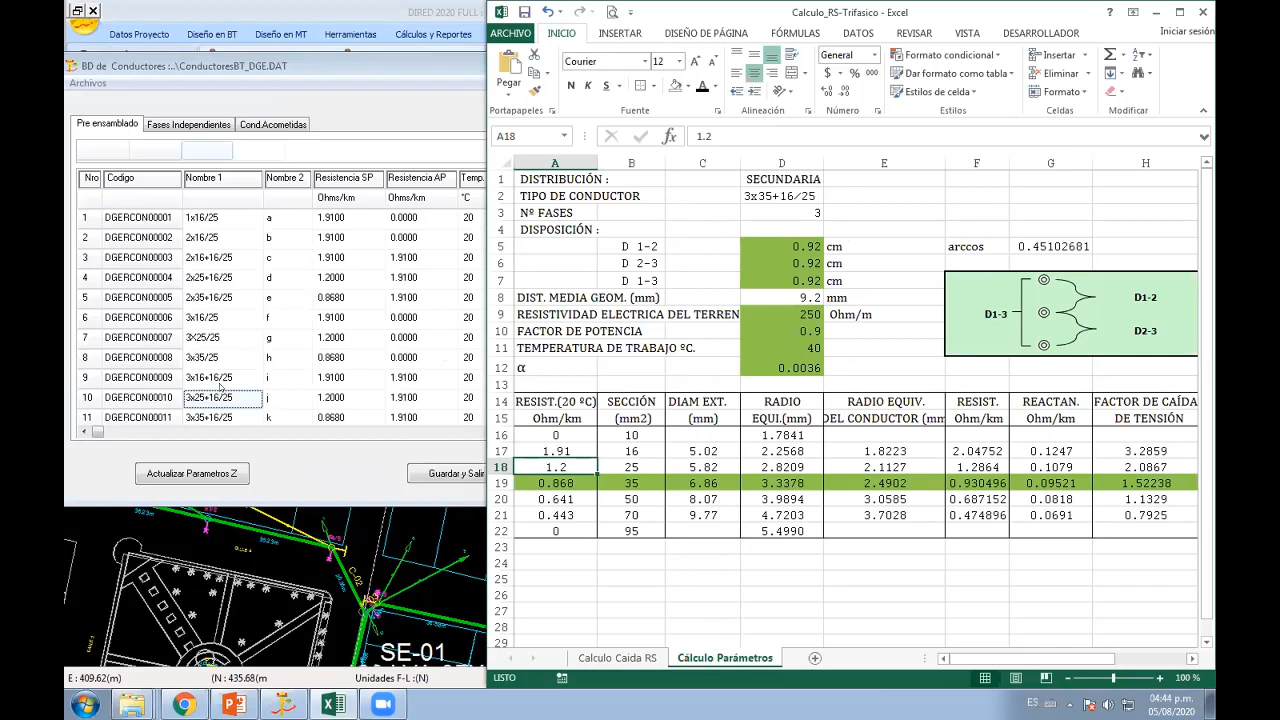 DIRED 2020 FULL :
Datos Proyecto Diseño en BT Diseño en MT Herramientas Cálculos y Reportes
BD de Conductores :..\ConductoresBT_DGE.DAT
Archivos
Pre ensamblado Fases Independientes Cond.Acometidas
Nro Codigo Nombre 1 Nombre 2 Resistencia SP Resistencia AP Temp.
Ohms/km Ohms/km °C
1 DGERCON00001 1x16/25 a 1.9100 0.0000 20
2 DGERCON00002 2x16/25 b 1.9100 0.0000 20
3 DGERCON00003 2x16+16/25 c 1.9100 1.9100 20
4 DGERCON00004 2x25+16/25 d 1.2000 1.9100 20
5 DGERCON00005 2x35+16/25 e 0.8680 1.9100 20
6 DGERCON00006 3x16/25 f 1.9100 0.0000 20
7 DGERCON00007 3X25/25 g 1.2000 0.0000 20
8 DGERCON00008 3x35/25 h 0.8680 0.0000 20
9 DGERCON00009 3x16+16/25 i 1.9100 1.9100 20
10 DGERCON00010 3x25+16/25 j 1.2000 1.9100 20
11 DGERCON00011 3x35+16/25 k 0.8680 1.9100 20
Actualizar Parametros Z Guardar y Salir
C-02
SE-01
E : 409.62(m) (N : 435.68(m) Unidades F-L :(N)
Calculo_RS-Trifasico - Excel
ARCHIVO INICIO INSERTAR DISEÑO DE PÁGINA FÓRMULAS DATOS REVISAR VISTA DESARROLLADOR Iniciar sesión
Pegar
Courier 12
N K S
General
% 000
Formato condicional
Dar formato como tabla
Estilos de celda
Insertar
Eliminar
Formato
Portapapeles Fuente Alineación Número Estilos Celdas Modificar
A18 fx 1.2
A B C D E F G H
1 DISTRIBUCIÓN : SECUNDARIA
2 TIPO DE CONDUCTOR 3x35+16/25
3 Nº FASES 3
4 DISPOSICIÓN :
5 D 1-2 0.92 cm arccos 0.45102681
6 D 2-3 0.92 cm
7 D 1-3 0.92 cm
8 DIST. MEDIA GEOM. (mm) 9.2 mm
9 RESISTIVIDAD ELECTRICA DEL TERREN 250 Ohm/m
10 FACTOR DE POTENCIA 0.9
11 TEMPERATURA DE TRABAJO ºC. 40
12 α 0.0036
13
D1-2
D1-3
D2-3
14 RESIST.(20 ºC) SECCIÓN DIAM EXT. RADIO RADIO EQUIV. RESIST. REACTAN. FACTOR DE CAÍDA
15 Ohm/km (mm2) (mm) EQUI.(mm) DEL CONDUCTOR (mm Ohm/km Ohm/km DE TENSIÓN
16 0 10 1.7841
17 1.91 16 5.02 2.2568 1.8223 2.04752 0.1247 3.2859
18 1.2 25 5.82 2.8209 2.1127 1.2864 0.1079 2.0867
19 0.868 35 6.86 3.3378 2.4902 0.930496 0.09521 1.52238
20 0.641 50 8.07 3.9894 3.0585 0.687152 0.0818 1.1329
21 0.443 70 9.77 4.7203 3.7028 0.474896 0.0691 0.7925
22 0 95 5.4990
23
24
25
26
27
28
29
Calculo Caida RS Cálculo Parámetros
LISTO 100 %
ES 04:44 p.m.
05/08/2020